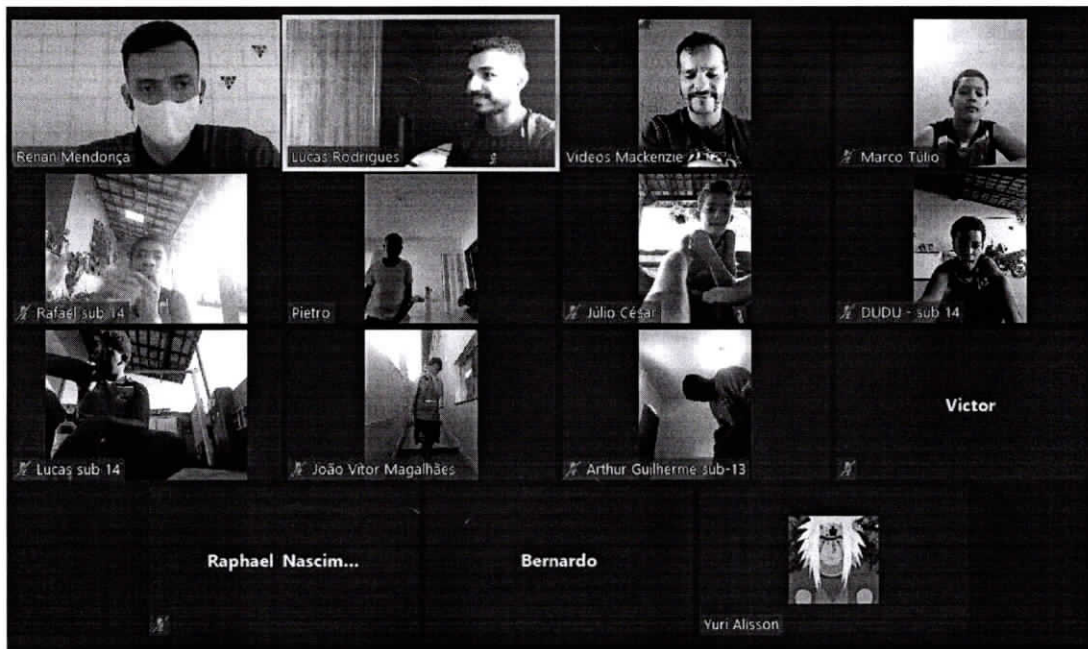 Renan Mendonça
Lucas Rodrigues
Videos Mackenzie
Marco Túlio
Rafael sub 14
Pietro
Júlio César
DUDU - sub 14
Lucas sub 14
João Vitor Magalhães
Arthur Guilherme sub-13
Victor
Raphael Nascim...
Bernardo
Yuri Alisson